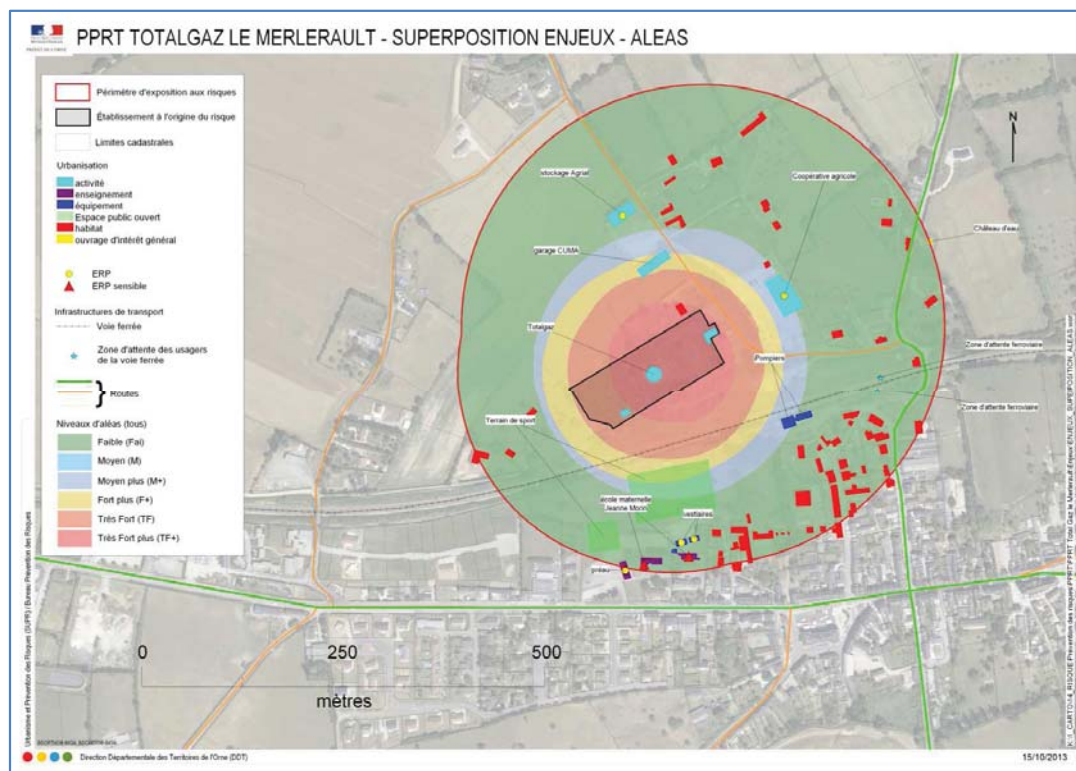 PPRT TOTALGAZ LE MERLERAULT - SUPERPOSITION ENJEUX - ALEAS
Périmètre d'exposition aux risques
Établissement à l'origine du risque
Limites cadastrales
Urbanisation
activité
enseignement
équipement
Espace public ouvert
habitat
ouvrage d'intérêt général
ERP
ERP sensible
Infrastructures de transport
Voie ferrée
Zone d'attente des usagers
de la voie ferrée
Routes
Niveaux d'aléas (tous)
Faible (Fai)
Moyen (M)
Moyen plus (M+)
Fort plus (F+)
Très Fort (TF)
Très Fort plus (TF+)
N
stockage Agrial
Coopérative agricole
Château d'eau
garage CUMA
Totalgaz
Pompiers
Zone d'attente ferroviaire
Zone d'attente ferroviaire
Terrain de sport
école maternelle
Jeanne Morin
vestiaires
préau
0
250
500
mètres
Direction Départementale des Territoires de l'Orne (DDT)
15/10/2013